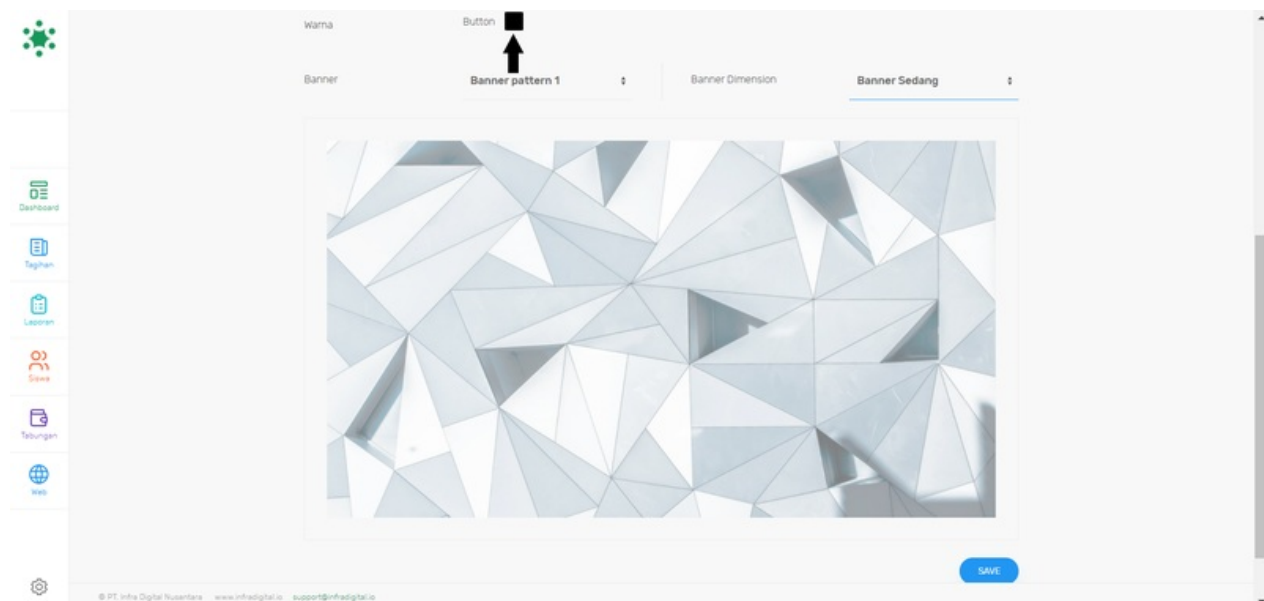 Warna
Button
Banner
Banner pattern 1
Banner Dimension
Banner Sedang
Dashboard
Tagihan
Laporan
Siswa
Tabungan
Web
SAVE
© PT. Infra Digital Nusantara www.infradigital.io support@infradigital.io